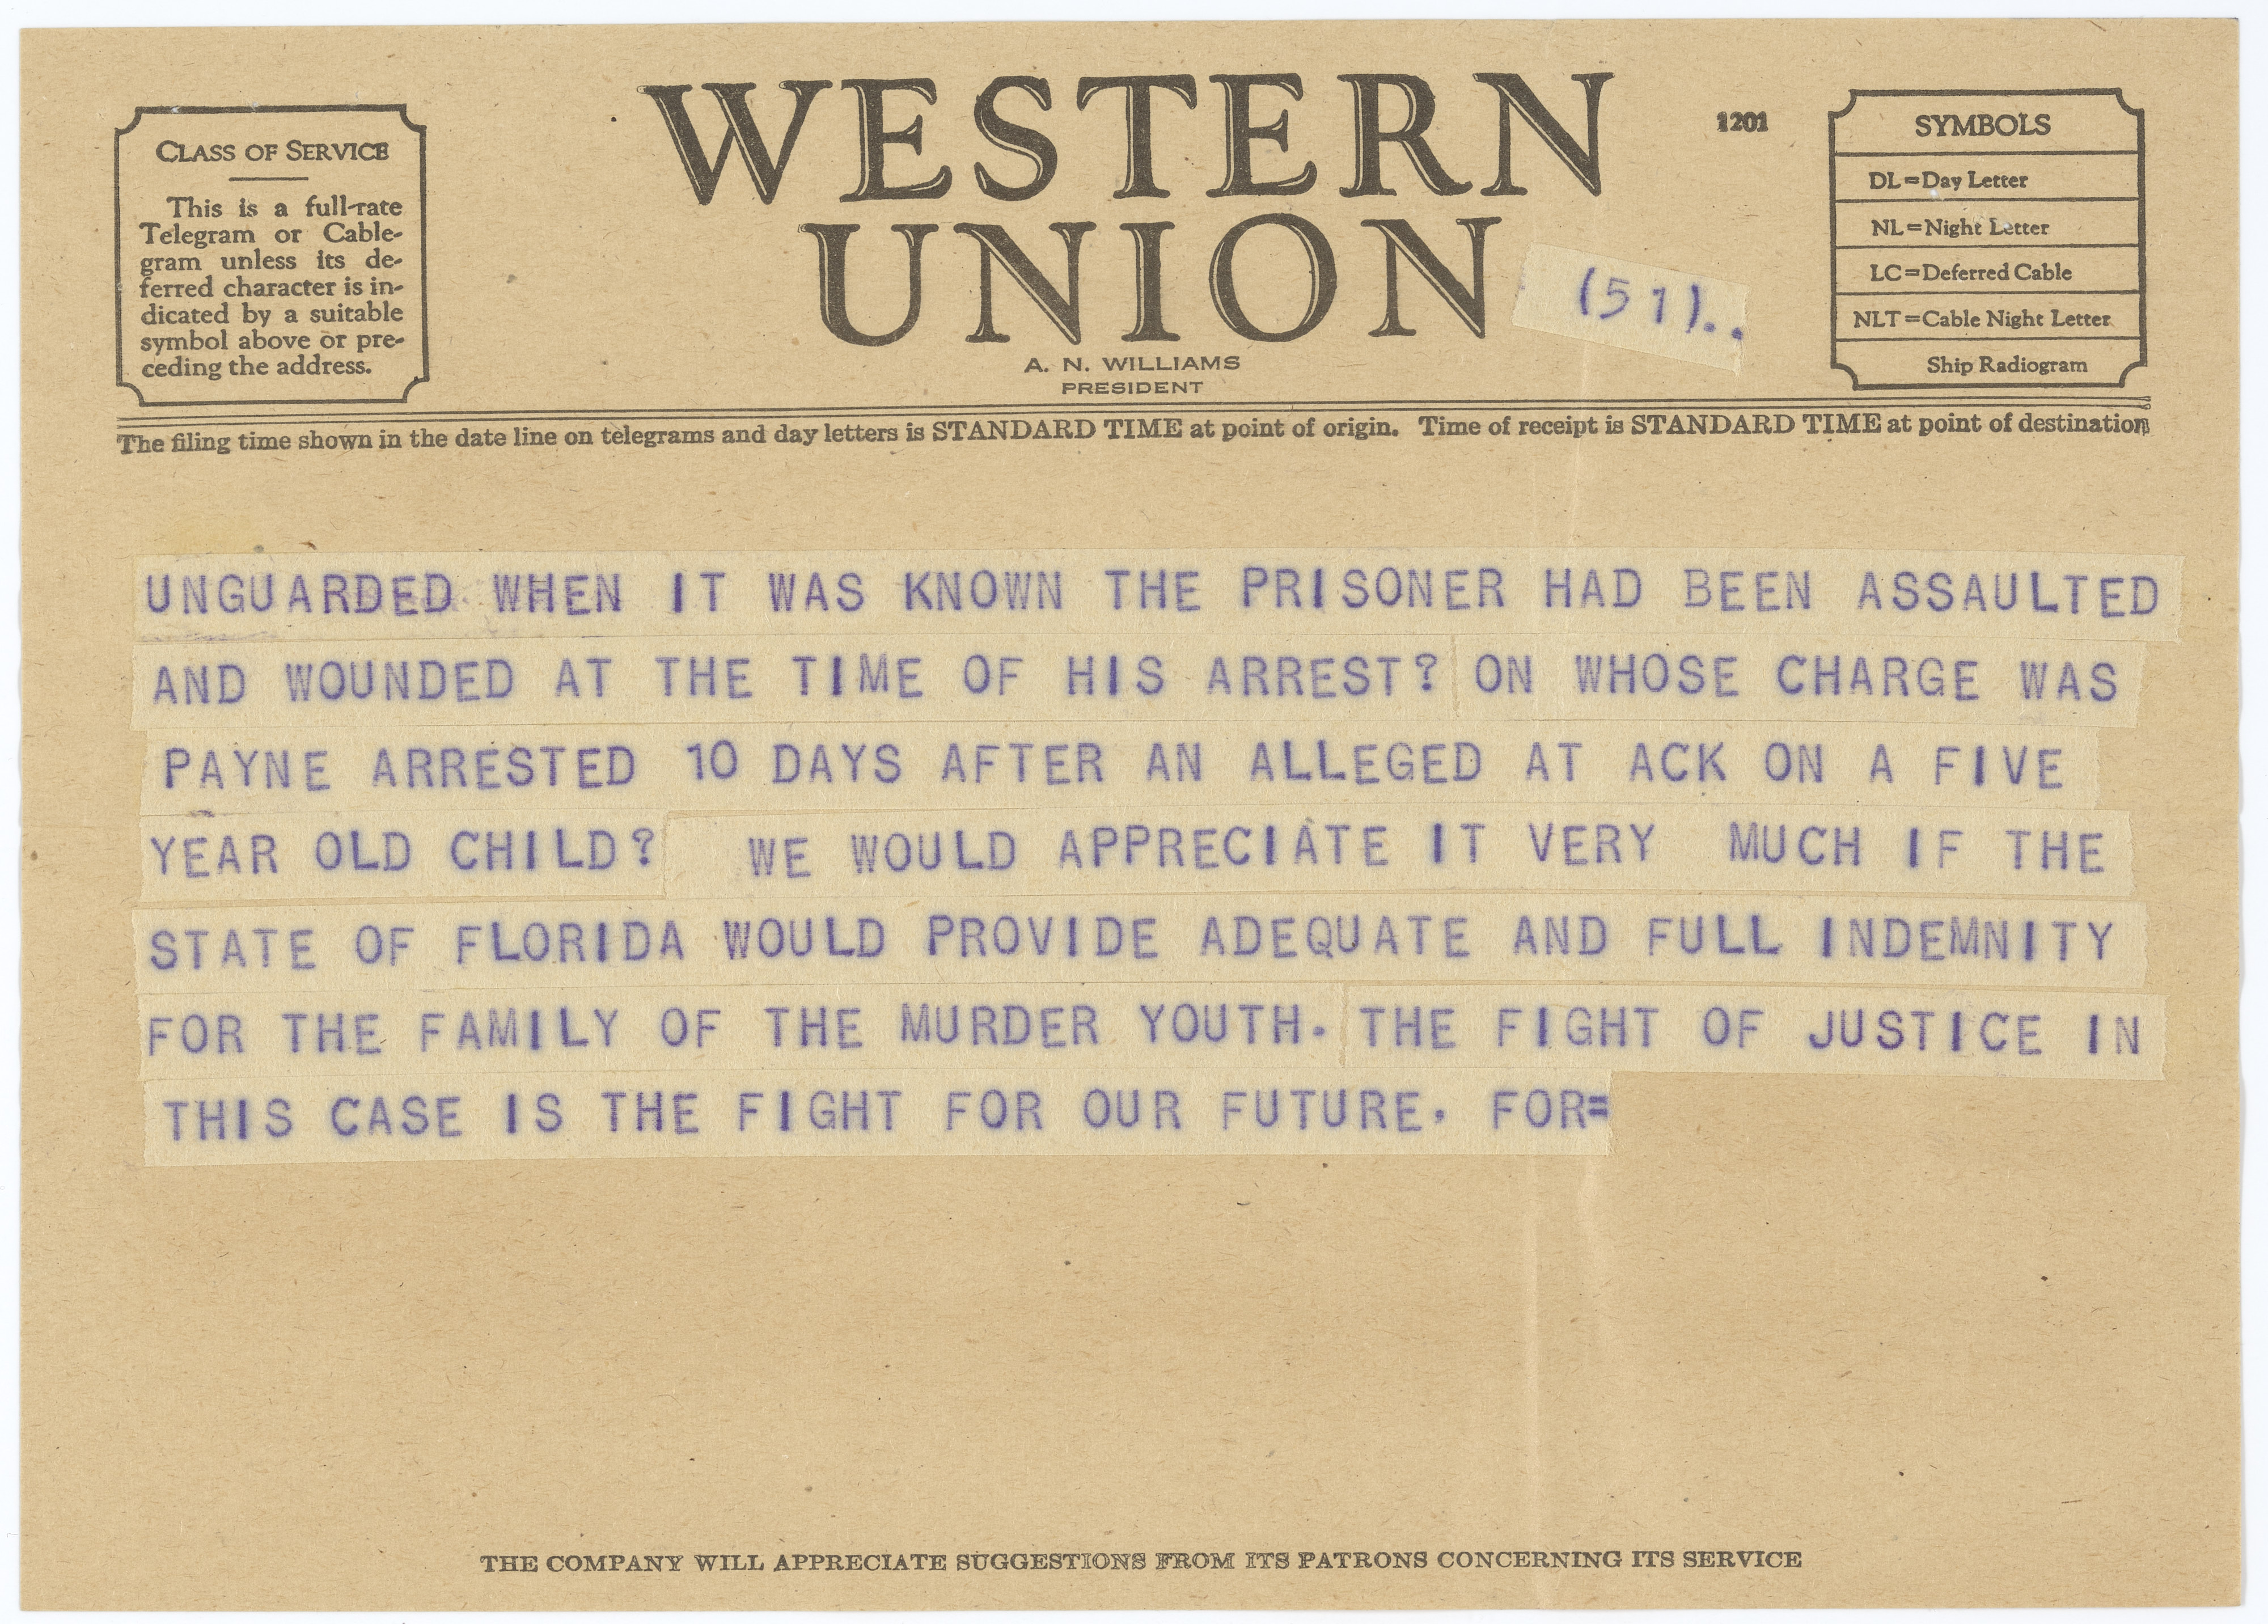 WESTERN
UNION
1201
(51)..
A. N. WILLIAMS
PRESIDENT
CLASS OF SERVICE
This is a full-rate
Telegram or Cable-
gram unless its de-
ferred character is in-
dicated by a suitable
symbol above or pre-
ceding the address.
SYMBOLS
DL=Day Letter
NL=Night Letter
LC=Deferred Cable
NLT=Cable Night Letter
Ship Radiogram
The filing time shown in the date line on telegrams and day letters is STANDARD TIME at point of origin. Time of receipt is STANDARD TIME at point of destination
UNGUARDED WHEN IT WAS KNOWN THE PRISONER HAD BEEN ASSAULTED
AND WOUNDED AT THE TIME OF HIS ARREST? ON WHOSE CHARGE WAS
PAYNE ARRESTED 10 DAYS AFTER AN ALLEGED AT ACK ON A FIVE
YEAR OLD CHILD? WE WOULD APPRECIATE IT VERY MUCH IF THE
STATE OF FLORIDA WOULD PROVIDE ADEQUATE AND FULL INDEMNITY
FOR THE FAMILY OF THE MURDER YOUTH. THE FIGHT OF JUSTICE IN
THIS CASE IS THE FIGHT FOR OUR FUTURE. FOR=
THE COMPANY WILL APPRECIATE SUGGESTIONS FROM ITS PATRONS CONCERNING ITS SERVICE